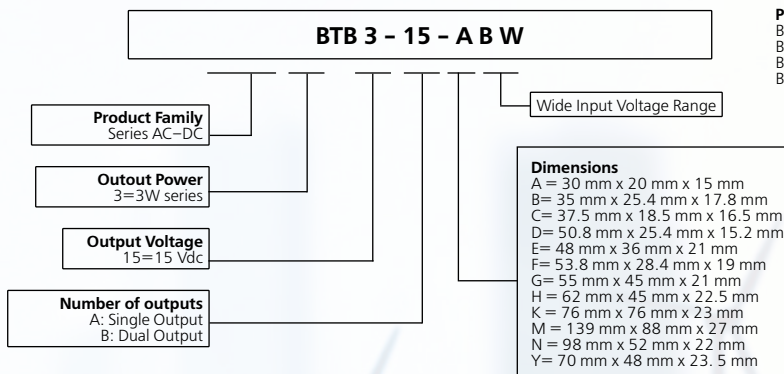 BTB 3 – 15 – A B W
P
B
B
B
B
Wide Input Voltage Range
Product Family
Series AC–DC
Outout Power
3=3W series
Output Voltage
15=15 Vdc
Number of outputs
A: Single Output
B: Dual Output
Dimensions
A = 30 mm x 20 mm x 15 mm
B= 35 mm x 25.4 mm x 17.8 mm
C= 37.5 mm x 18.5 mm x 16.5 mm
D= 50.8 mm x 25.4 mm x 15.2 mm
E= 48 mm x 36 mm x 21 mm
F= 53.8 mm x 28.4 mm x 19 mm
G= 55 mm x 45 mm x 21 mm
H = 62 mm x 45 mm x 22.5 mm
K = 76 mm x 76 mm x 23 mm
M = 139 mm x 88 mm x 27 mm
N = 98 mm x 52 mm x 22 mm
Y= 70 mm x 48 mm x 23. 5 mm